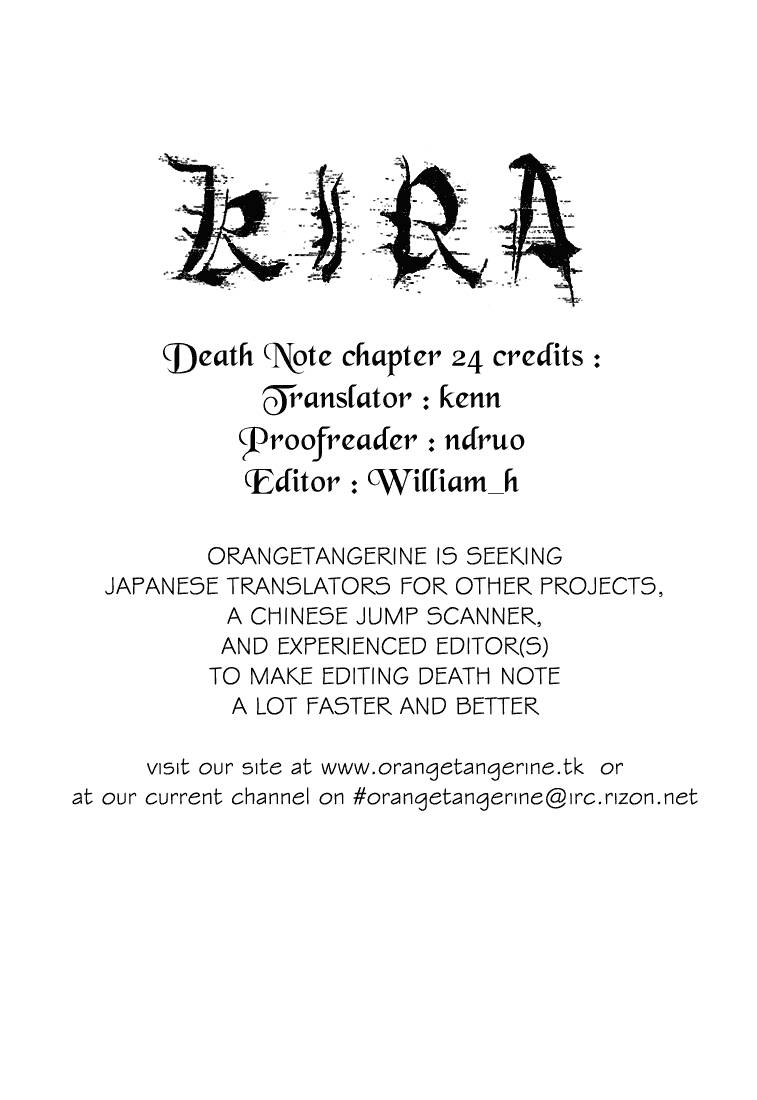 KIRA
Death Note chapter 24 credits :
Translator : kenn
Proofreader : ndruo
Editor : William_h
ORANGETANGERINE IS SEEKING
JAPANESE TRANSLATORS FOR OTHER PROJECTS,
A CHINESE JUMP SCANNER,
AND EXPERIENCED EDITOR(S)
TO MAKE EDITING DEATH NOTE
A LOT FASTER AND BETTER
visit our site at www.orangetangerine.tk or
at our current channel on #orangetangerine@irc.rizon.net